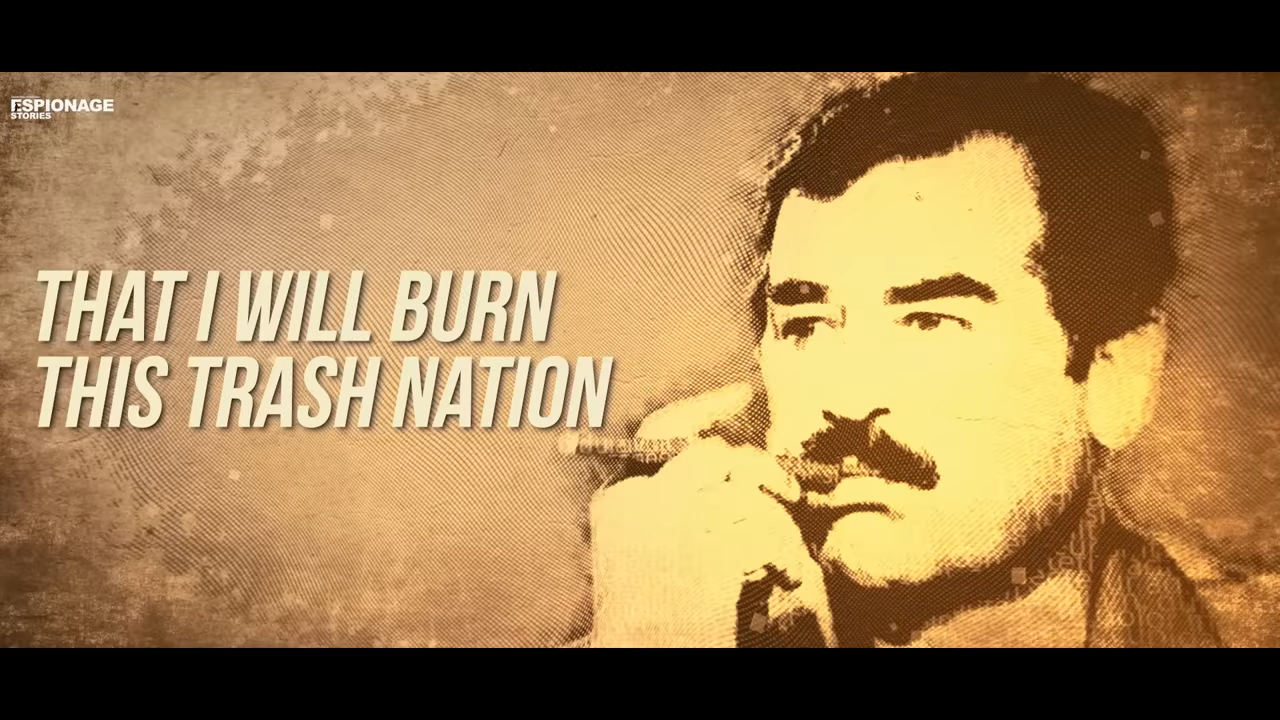 ESPIONAGE
STORIES
THAT I WILL BURN
THIS TRASH NATION